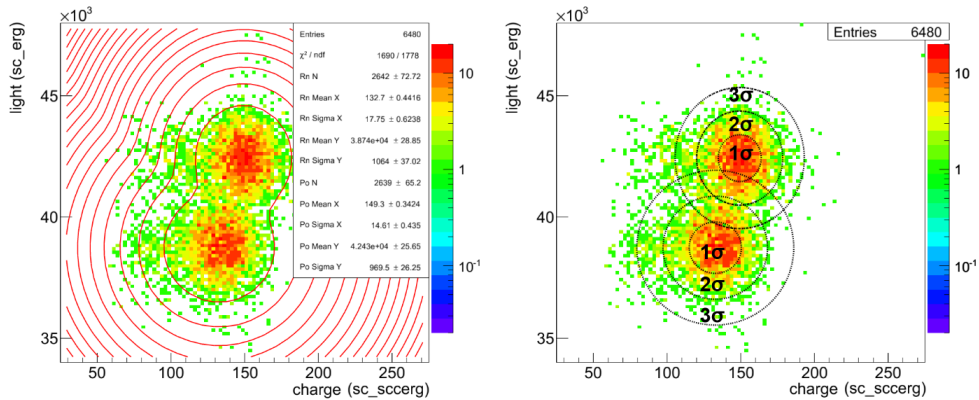 ×10³
light (sc_erg)
45
40
35
50 100 150 200 250
charge (sc_sccerg)
Entries 6480
χ² / ndf 1690 / 1778
Rn N 2642 ± 72.72
Rn Mean X 132.7 ± 0.4416
Rn Sigma X 17.75 ± 0.6238
Rn Mean Y 3.874e+04 ± 28.85
Rn Sigma Y 1064 ± 37.02
Po N 2639 ± 65.2
Po Mean X 149.3 ± 0.3424
Po Sigma X 14.61 ± 0.435
Po Mean Y 4.243e+04 ± 25.65
Po Sigma Y 969.5 ± 26.25
10
1
10⁻¹
×10³
light (sc_erg)
45
40
35
50 100 150 200 250
charge (sc_sccerg)
Entries 6480
3σ
2σ
1σ
1σ
2σ
3σ
10
1
10⁻¹